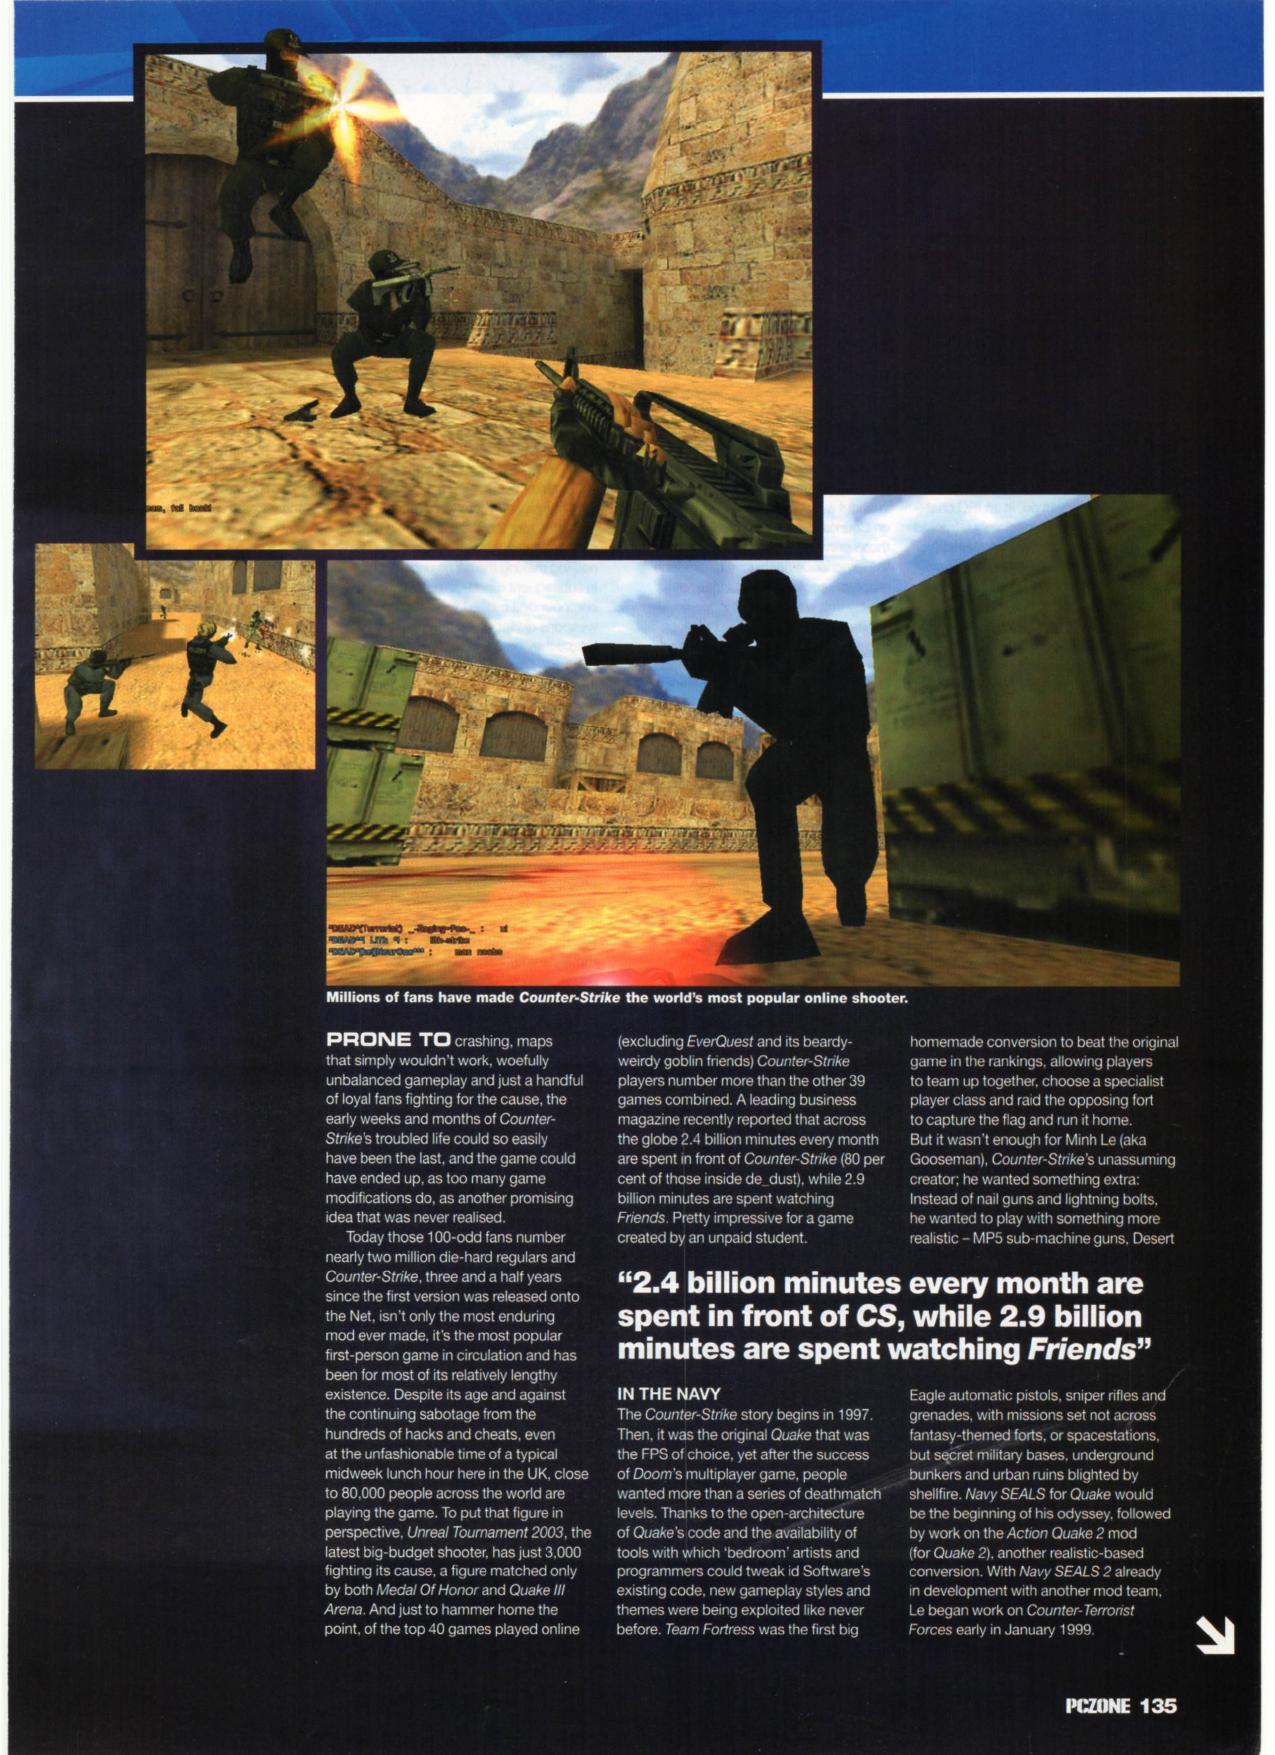 eam, fall back!
*DEAD*(Terrorist) _-Raging-Poo-_ : xi
Millions of fans have made Counter-Strike the world's most popular online shooter.
PRONE TO crashing, maps
that simply wouldn't work, woefully
unbalanced gameplay and just a handful
of loyal fans fighting for the cause, the
early weeks and months of Counter-
Strike's troubled life could so easily
have been the last, and the game could
have ended up, as too many game
modifications do, as another promising
idea that was never realised.
Today those 100-odd fans number
nearly two million die-hard regulars and
Counter-Strike, three and a half years
since the first version was released onto
the Net, isn't only the most enduring
mod ever made, it's the most popular
first-person game in circulation and has
been for most of its relatively lengthy
existence. Despite its age and against
the continuing sabotage from the
hundreds of hacks and cheats, even
at the unfashionable time of a typical
midweek lunch hour here in the UK, close
to 80,000 people across the world are
playing the game. To put that figure in
perspective, Unreal Tournament 2003, the
latest big-budget shooter, has just 3,000
fighting its cause, a figure matched only
by both Medal Of Honor and Quake III
Arena. And just to hammer home the
point, of the top 40 games played online
(excluding EverQuest and its beardy-
weirdy goblin friends) Counter-Strike
players number more than the other 39
games combined. A leading business
magazine recently reported that across
the globe 2.4 billion minutes every month
are spent in front of Counter-Strike (80 per
cent of those inside de_dust), while 2.9
billion minutes are spent watching
Friends. Pretty impressive for a game
created by an unpaid student.
"2.4 billion minutes every month are
spent in front of CS, while 2.9 billion
minutes are spent watching Friends"
IN THE NAVY
The Counter-Strike story begins in 1997.
Then, it was the original Quake that was
the FPS of choice, yet after the success
of Doom's multiplayer game, people
wanted more than a series of deathmatch
levels. Thanks to the open-architecture
of Quake's code and the availability of
tools with which 'bedroom' artists and
programmers could tweak id Software's
existing code, new gameplay styles and
themes were being exploited like never
before. Team Fortress was the first big
homemade conversion to beat the original
game in the rankings, allowing players
to team up together, choose a specialist
player class and raid the opposing fort
to capture the flag and run it home.
But it wasn't enough for Minh Le (aka
Gooseman), Counter-Strike's unassuming
creator; he wanted something extra:
Instead of nail guns and lightning bolts,
he wanted to play with something more
realistic – MP5 sub-machine guns, Desert
Eagle automatic pistols, sniper rifles and
grenades, with missions set not across
fantasy-themed forts, or spacestations,
but secret military bases, underground
bunkers and urban ruins blighted by
shellfire. Navy SEALS for Quake would
be the beginning of his odyssey, followed
by work on the Action Quake 2 mod
(for Quake 2), another realistic-based
conversion. With Navy SEALS 2 already
in development with another mod team,
Le began work on Counter-Terrorist
Forces early in January 1999.
PCZONE 135